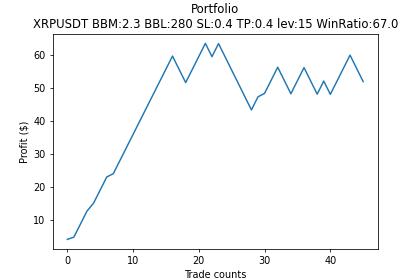 Portfolio
XRPUSDT BBM:2.3 BBL:280 SL:0.4 TP:0.4 lev:15 WinRatio:67.0
60
50
40
30
20
10
Profit ($)
0
10
20
30
40
Trade counts